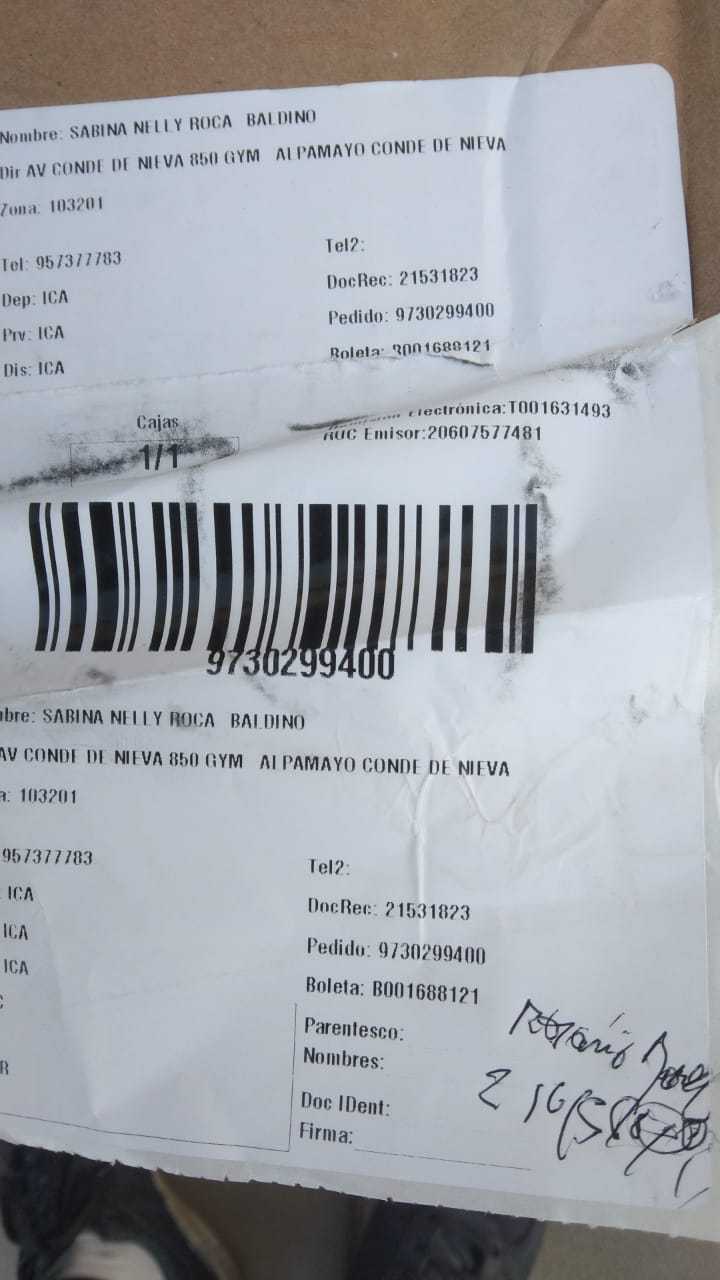 Nombre: SABINA NELLY ROCA BALDINO
Dir AV CONDE DE NIEVA 850 GYM ALPAMAYO CONDE DE NIEVA
Zona: 103201
Tel: 957377783
Tel2:
Dep: ICA
DocRec: 21531823
Prv: ICA
Pedido: 9730299400
Dis: ICA
Boleta: B001688121
Cajas
1/1
Electrónica:T001631493
RUC Emisor:20607577481
9730299400
bre: SABINA NELLY ROCA BALDINO
AV CONDE DE NIEVA 850 GYM ALPAMAYO CONDE DE NIEVA
a: 103201
957377783
Tel2:
: ICA
DocRec: 21531823
ICA
Pedido: 9730299400
ICA
Boleta: B001688121
Parentesco:
Nombres:
R
Doc IDent:
Firma: